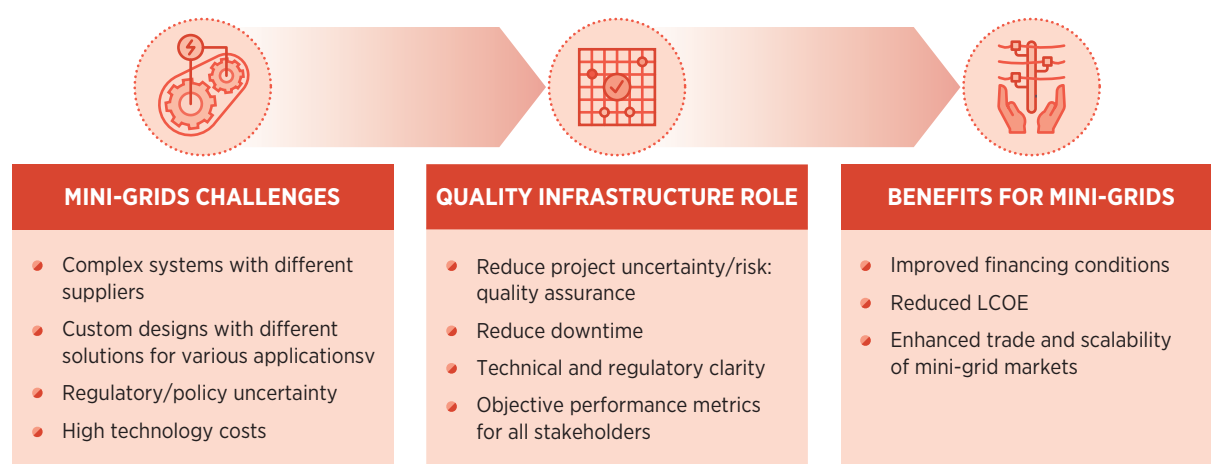 MINI-GRIDS CHALLENGES
Complex systems with different
suppliers
Custom designs with different
solutions for various applicationsv
Regulatory/policy uncertainty
High technology costs
QUALITY INFRASTRUCTURE ROLE
Reduce project uncertainty/risk:
quality assurance
Reduce downtime
Technical and regulatory clarity
Objective performance metrics
for all stakeholders
BENEFITS FOR MINI-GRIDS
Improved financing conditions
Reduced LCOE
Enhanced trade and scalability
of mini-grid markets